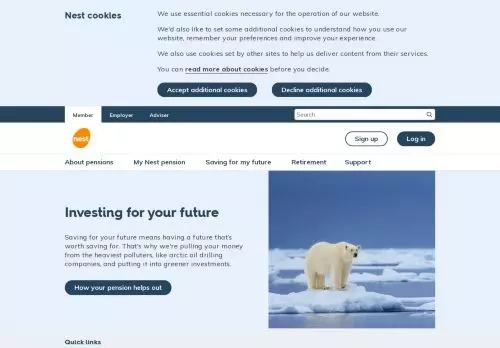 Nest cookies
We use essential cookies necessary for the operation of our website.
We'd also like to set some additional cookies to understand how you use our
website, remember your preferences and improve your experience
We also use cookies set by other sites to help us deliver content from their services.
You can read more about cookies before you decide.
Accept additional cookies
Decline additional cookies
Member
Employer
Adviser
Search
nest
Sign up
Log in
About pensions
My Nest pension
Saving for my future
Retirement
Support
Investing for your future
Saving for your future means having a future that's
worth saving for. That's why we're pulling your money
from the heaviest polluters, like arctic oil drilling
companies, and putting it into greener investments.
How your pension helps out
Quick links